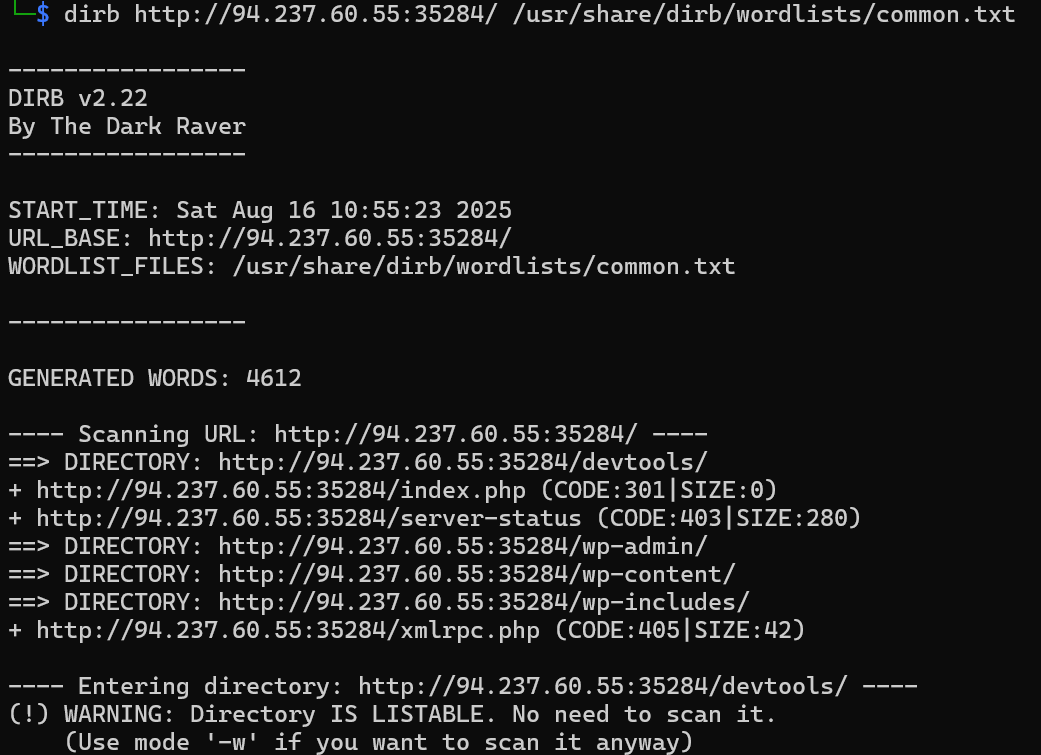 └─$ dirb http://94.237.60.55:35284/ /usr/share/dirb/wordlists/common.txt
-----------------
DIRB v2.22
By The Dark Raver
-----------------
START_TIME: Sat Aug 16 10:55:23 2025
URL_BASE: http://94.237.60.55:35284/
WORDLIST_FILES: /usr/share/dirb/wordlists/common.txt
-----------------
GENERATED WORDS: 4612
---- Scanning URL: http://94.237.60.55:35284/ ----
==> DIRECTORY: http://94.237.60.55:35284/devtools/
+ http://94.237.60.55:35284/index.php (CODE:301|SIZE:0)
+ http://94.237.60.55:35284/server-status (CODE:403|SIZE:280)
==> DIRECTORY: http://94.237.60.55:35284/wp-admin/
==> DIRECTORY: http://94.237.60.55:35284/wp-content/
==> DIRECTORY: http://94.237.60.55:35284/wp-includes/
+ http://94.237.60.55:35284/xmlrpc.php (CODE:405|SIZE:42)
---- Entering directory: http://94.237.60.55:35284/devtools/ ----
(!) WARNING: Directory IS LISTABLE. No need to scan it.
    (Use mode '-w' if you want to scan it anyway)